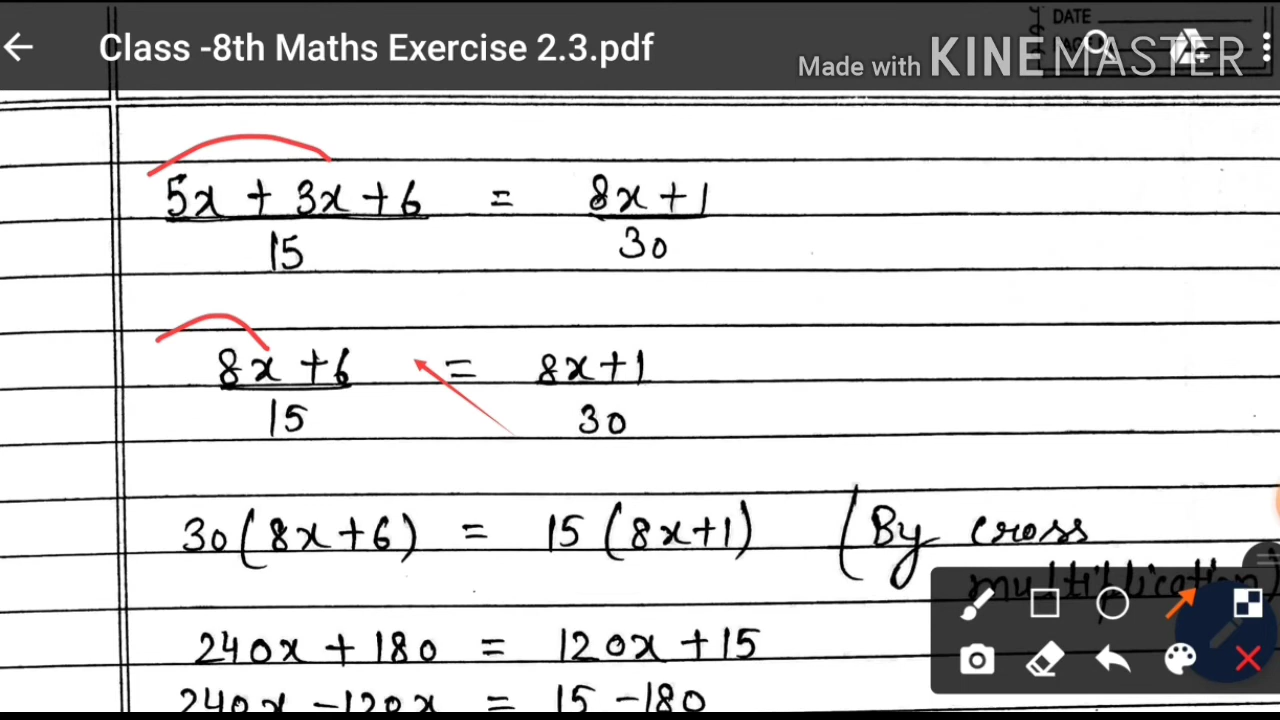 DATE
Class -8th Maths Exercise 2.3.pdf
Made with KINEMASTER
5x + 3x + 6 = 8x + 1
15 30
8x + 6 = 8x + 1
15 30
30 (8x + 6) = 15 (8x + 1) (By cross
multiplication)
240x + 180 = 120x + 15
240x - 120x = 15 - 180